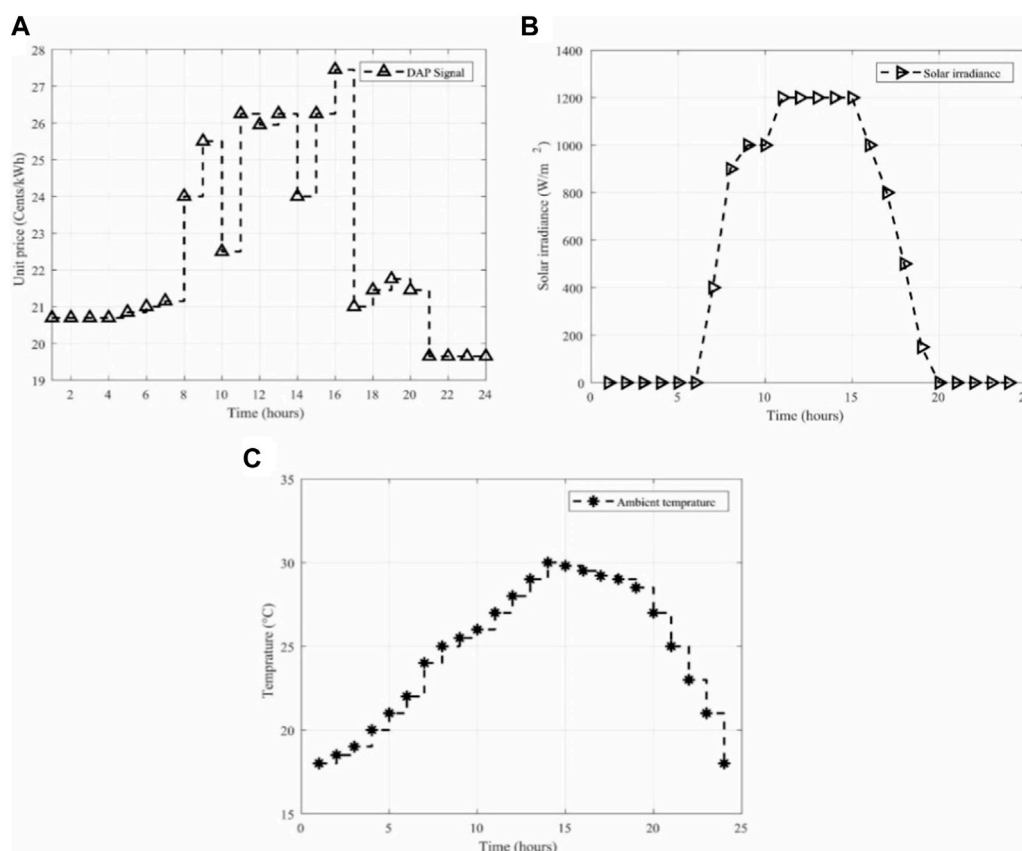 A
28
27
26
25
24
23
22
21
20
19
Unit price (Cents/kWh)
DAP Signal
2 4 6 8 10 12 14 16 18 20 22 24
Time (hours)
B
1400
1200
1000
800
600
400
200
0
Solar irradiance (W/m²)
Solar irradiance
0 5 10 15 20 25
Time (hours)
C
35
30
25
20
15
Temprature (°C)
Ambient temprature
0 5 10 15 20 25
Time (hours)